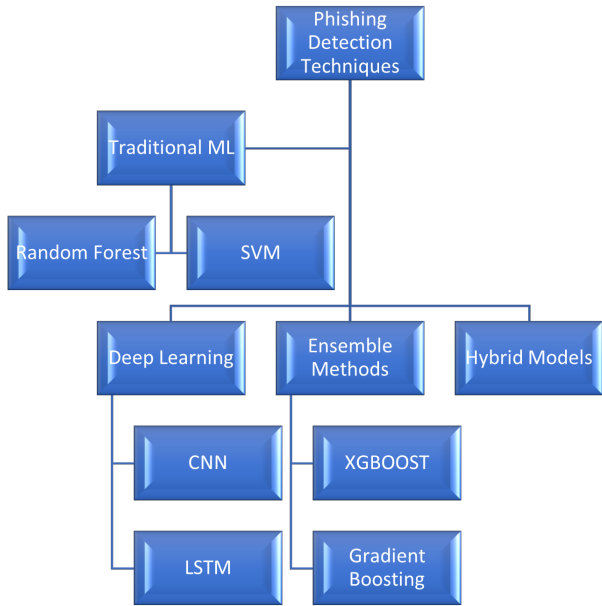 Phishing
Detection
Techniques
Traditional ML
Random Forest
SVM
Deep Learning
Ensemble
Methods
Hybrid Models
CNN
XGBOOST
LSTM
Gradient
Boosting